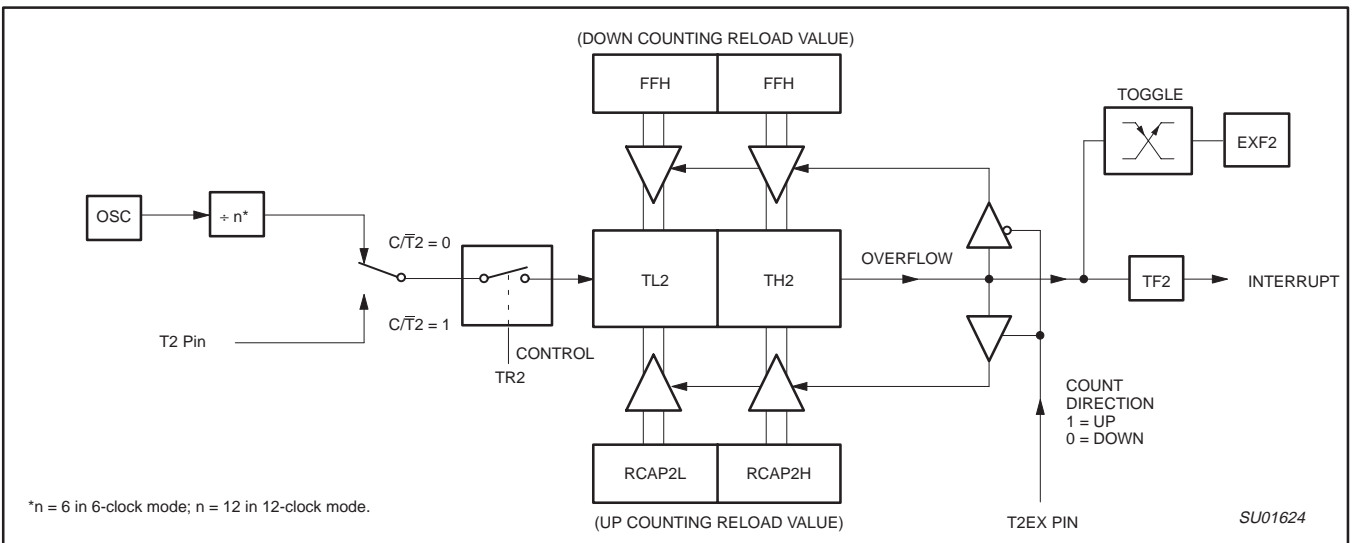 (DOWN COUNTING RELOAD VALUE)
FFH
FFH
TOGGLE
EXF2
OSC
÷ n*
C/T̅2 = 0
TL2
TH2
OVERFLOW
TF2
INTERRUPT
C/T̅2 = 1
T2 Pin
CONTROL
TR2
COUNT
DIRECTION
1 = UP
0 = DOWN
RCAP2L
RCAP2H
*n = 6 in 6-clock mode; n = 12 in 12-clock mode.
(UP COUNTING RELOAD VALUE)
T2EX PIN
SU01624